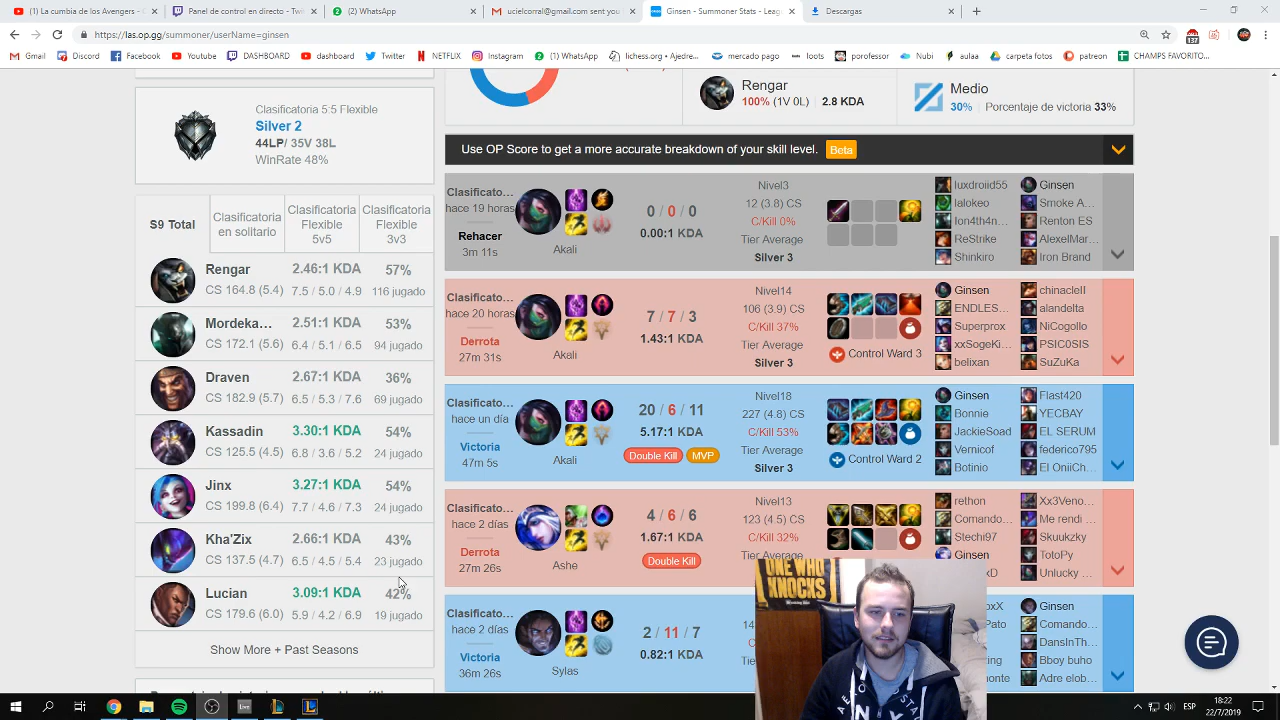 (1) La cumbia de los Avengers - 
Panel de control en directo - Tw
(2) WhatsApp
ucielcorral@gmail.com sent you
Ginsen - Summoner Stats - Leag
Descargas
https://las.op.gg/summoner/userName=ginsen
Gmail
Discord
Facebook
Youtube
DASHBOARD
dashboard
Twitter
NETFLIX
Instagram
(1) WhatsApp
lichess.org • Ajedre...
mercado pago
loots
porofessor
Nubi
aulaa
carpeta fotos
patreon
CHAMPS FAVORITO...
Clasificatoria 5:5 Flexible
Silver 2
44LP/ 35V 38L
WinRate 48%
S9 Total
Clasificatoria en solitario
Clasificatoria Flexible 5v5
Clasificatoria Flexible 3v3
Rengar 2.46:1 KDA 57%
CS 164.8 (5.4) 7.5 / 5.0 / 4.9 116 jugado
Mordeka... 2.51:1 KDA 53%
CS 172.1 (5.6) 6.4 / 5.1 / 6.5 94 jugado
Draven 2.67:1 KDA 36%
CS 182.9 (5.7) 6.5 / 5.3 / 7.6 69 jugado
Kassadin 3.30:1 KDA 54%
CS 125.5 (4.5) 6.8 / 3.6 / 5.2 24 jugado
Jinx 3.27:1 KDA 54%
CS 199.8 (6.4) 7.7 / 4.6 / 7.3 24 jugado
Kha'Zix 2.66:1 KDA 43%
CS 137.5 (4.7) 6.5 / 4.5 / 5.4 23 jugado
Lucian 3.09:1 KDA 42%
CS 179.6 (6.0) 5.9 / 4.2 / 6.9 19 jugado
Show More + Past Seasons
Rengar
100% (1V 0L) 2.8 KDA
Medio
30% Porcentaje de victoria 33%
Use OP Score to get a more accurate breakdown of your skill level. Beta
Clasificato...
hace 19 horas
Rehacer
3m 11s
Akali
0 / 0 / 0
0.00:1 KDA
Nivel3
12 (3.8) CS
C/Kill 0%
Tier Average
Silver 3
luxdroiid55 Ginsen
lalokeo Smoke A...
Ion4th4n... Renton ES
ReStrike AlexelMar...
Shinkiro Iron Brand
Clasificato...
hace 20 horas
Derrota
27m 31s
Akali
7 / 7 / 3
1.43:1 KDA
Nivel14
106 (3.9) CS
C/Kill 37%
Tier Average
Silver 3
Control Ward 3
Ginsen chinaclell
ENDLES... alandelta
Superprox NiCogollo
xxSogeKi... PSIC0SIS
belixan SuZuKa
Clasificato...
hace un día
Victoria
47m 5s
Akali
20 / 6 / 11
5.17:1 KDA
Double Kill MVP
Nivel18
227 (4.8) CS
C/Kill 53%
Tier Average
Silver 3
Control Ward 2
Ginsen Flast420
Bonnie YECBAY
JackieSoad EL SERUM
Vernicof federico798
Botinio El OniiCh...
Clasificato...
hace 2 días
Derrota
27m 26s
Ashe
4 / 6 / 6
1.67:1 KDA
Double Kill
Nivel13
123 (4.5) CS
C/Kill 32%
Tier Average
rethon Xx3Veno...
Comando... Me rendi
Stechi97 Skuukzky
Ginsen TotoPy
Unlucky
Clasificato...
hace 2 días
Victoria
36m 26s
Sylas
2 / 11 / 7
0.82:1 KDA
Ginsen
Comando...
DansInTh...
Bboy buho
Adre elob...
ONE WHO
KNOCKS
ESP
18:22
22/7/2019